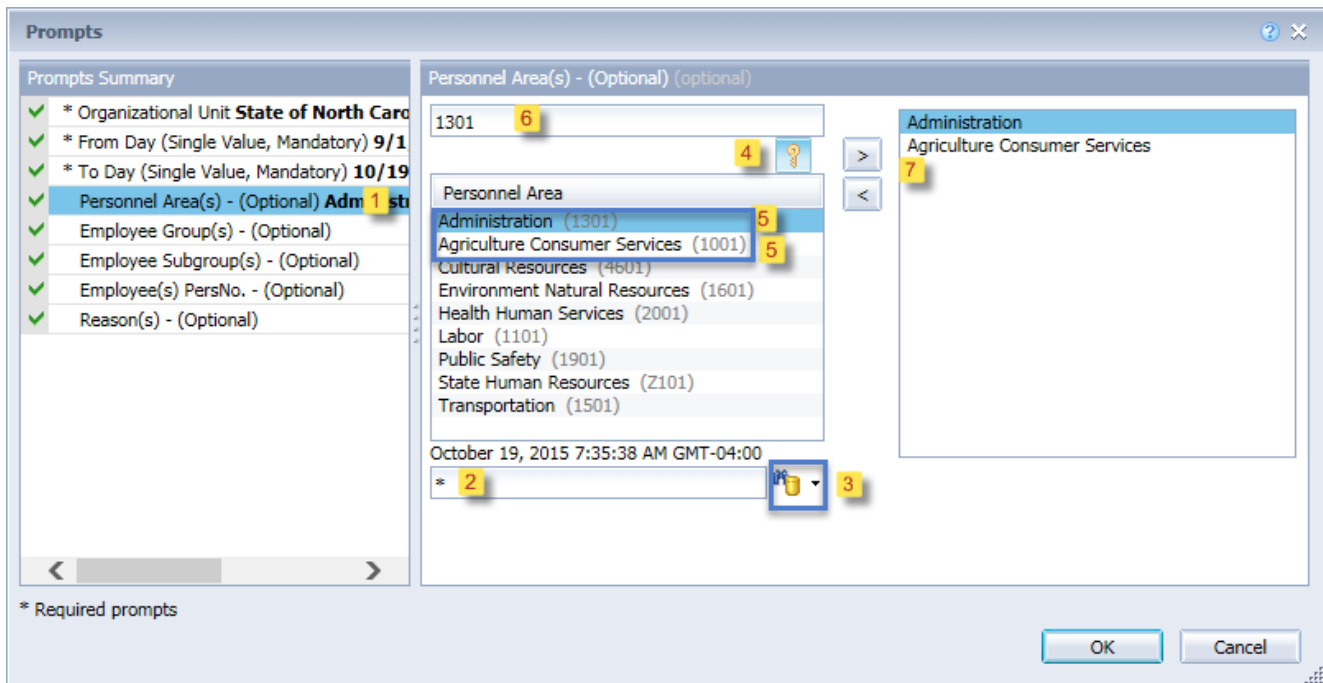 Prompts
Prompts Summary
* Organizational Unit State of North Caro
* From Day (Single Value, Mandatory) 9/1
* To Day (Single Value, Mandatory) 10/19
Personnel Area(s) - (Optional) Adm 1 str
Employee Group(s) - (Optional)
Employee Subgroup(s) - (Optional)
Employee(s) PersNo. - (Optional)
Reason(s) - (Optional)
Personnel Area(s) - (Optional) (optional)
1301 6
4
>
<
Personnel Area
Administration (1301) 5
Agriculture Consumer Services (1001) 5
Cultural Resources (4601)
Environment Natural Resources (1601)
Health Human Services (2001)
Labor (1101)
Public Safety (1901)
State Human Resources (Z101)
Transportation (1501)
October 19, 2015 7:35:38 AM GMT-04:00
* 2
3
Administration
Agriculture Consumer Services
7
* Required prompts
OK Cancel